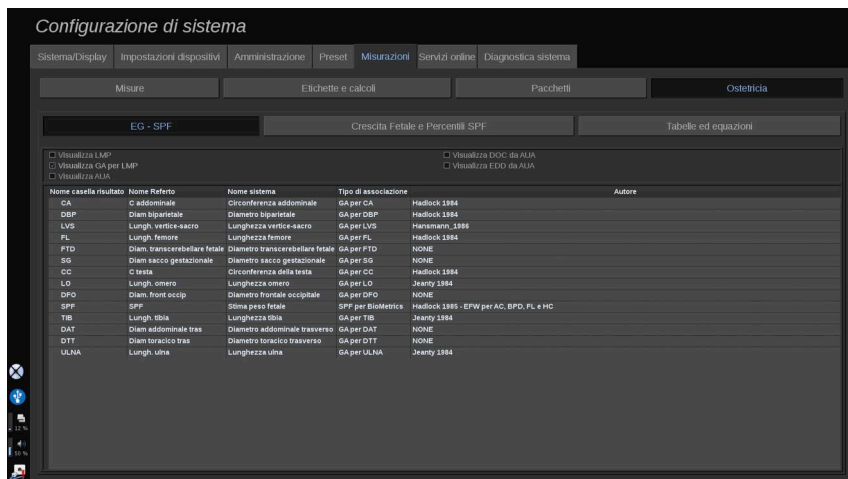 Configurazione di sistema
Sistema/Display Impostazioni dispositivi Amministrazione Preset Misurazioni Servizi online Diagnostica sistema
Misure Etichette e calcoli Pacchetti Ostetricia
EG - SPF Crescita Fetale e Percentili SPF Tabelle ed equazioni
Visualizza LMP Visualizza DOC da AUA
Visualizza GA per LMP Visualizza EDD da AUA
Visualizza AUA
Nome casella risultato Nome Referto Nome sistema Tipo di associazione Autore
CA C addominale Circonferenza addominale GA per CA Hadlock 1984
DBP Diam biparietale Diametro biparietale GA per DBP Hadlock 1984
LVS Lungh. vertice-sacro Lunghezza vertice-sacro GA per LVS Hansmann_1986
FL Lungh. femore Lunghezza femore GA per FL Hadlock 1984
FTD Diam. transcerebellare fetale Diametro transcerebellare fetale GA per FTD NONE
SG Diam sacco gestazionale Diametro sacco gestazionale GA per SG NONE
CC C testa Circonferenza della testa GA per CC Hadlock 1984
LO Lungh. omero Lunghezza omero GA per LO Jeanty 1984
DFO Diam. front occip Diametro frontale occipitale GA per DFO NONE
SPF SPF Stima peso fetale SPF per BioMetrics Hadlock 1985 - EFW per AC, BPD, FL e HC
TIB Lungh. tibia Lunghezza tibia GA per TIB Jeanty 1984
DAT Diam addominale tras Diametro addominale trasverso GA per DAT NONE
DTT Diam toracico tras Diametro toracico trasverso GA per DTT NONE
ULNA Lungh. ulna Lunghezza ulna GA per ULNA Jeanty 1984
12 %
50 %